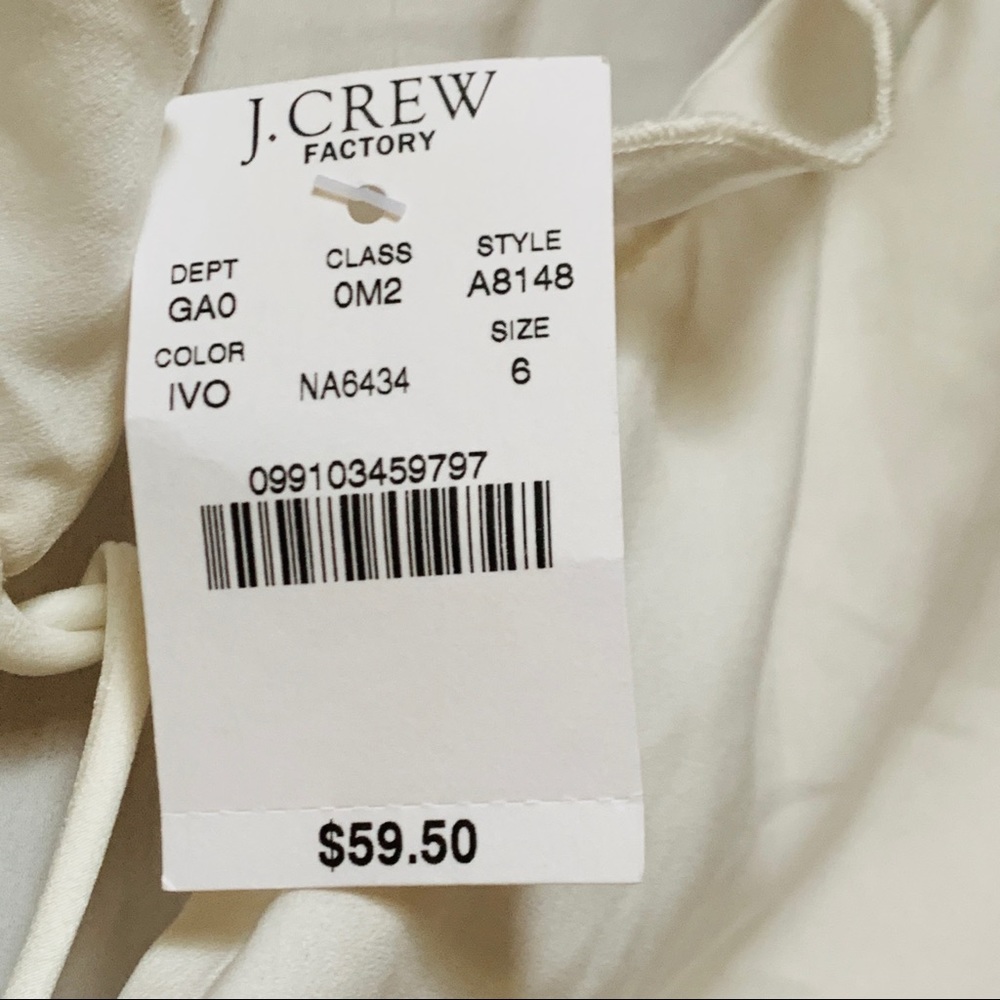 J.CREW
FACTORY
DEPT CLASS STYLE
GA0 0M2 A8148
COLOR SIZE
IVO NA6434 6
099103459797
$59.50